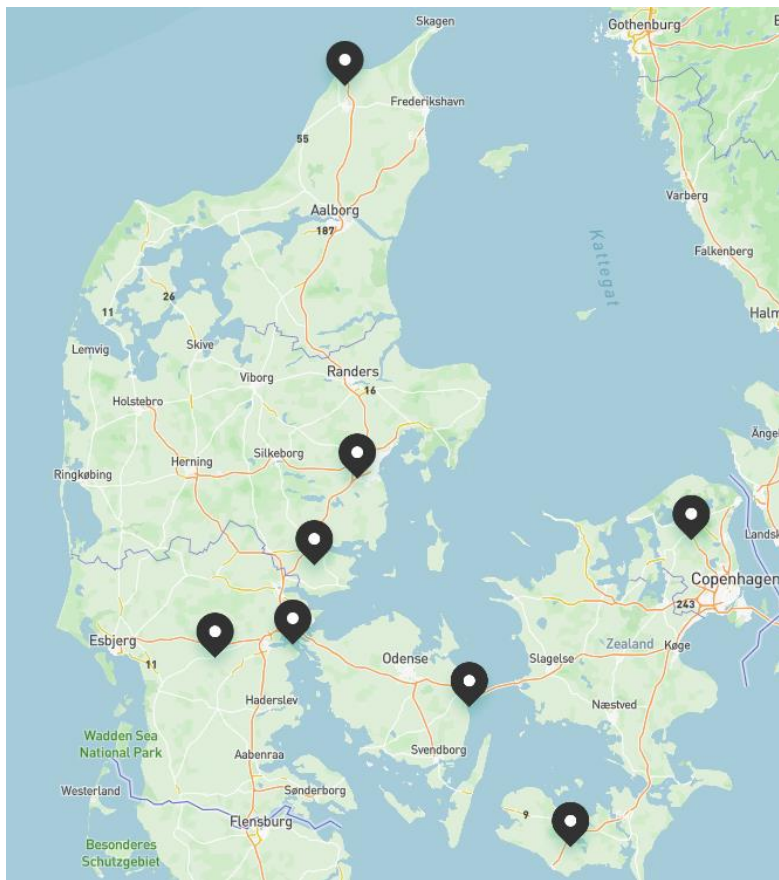 Skagen
Gothenburg
Frederikshavn
55
Aalborg
187
Varberg
Kattegat
Falkenberg
26
11
Halm
Lemvig
Skive
Randers
Viborg
16
Holstebro
Ängel
Silkeborg
Herning
Ringkøbing
Landsk
Copenhagen
243
Esbjerg
11
Zealand
Køge
Odense
Slagelse
Haderslev
Næstved
Wadden Sea
National Park
Svendborg
Aabenraa
Westerland
Sønderborg
9
Flensburg
Besonderes
Schutzgebiet